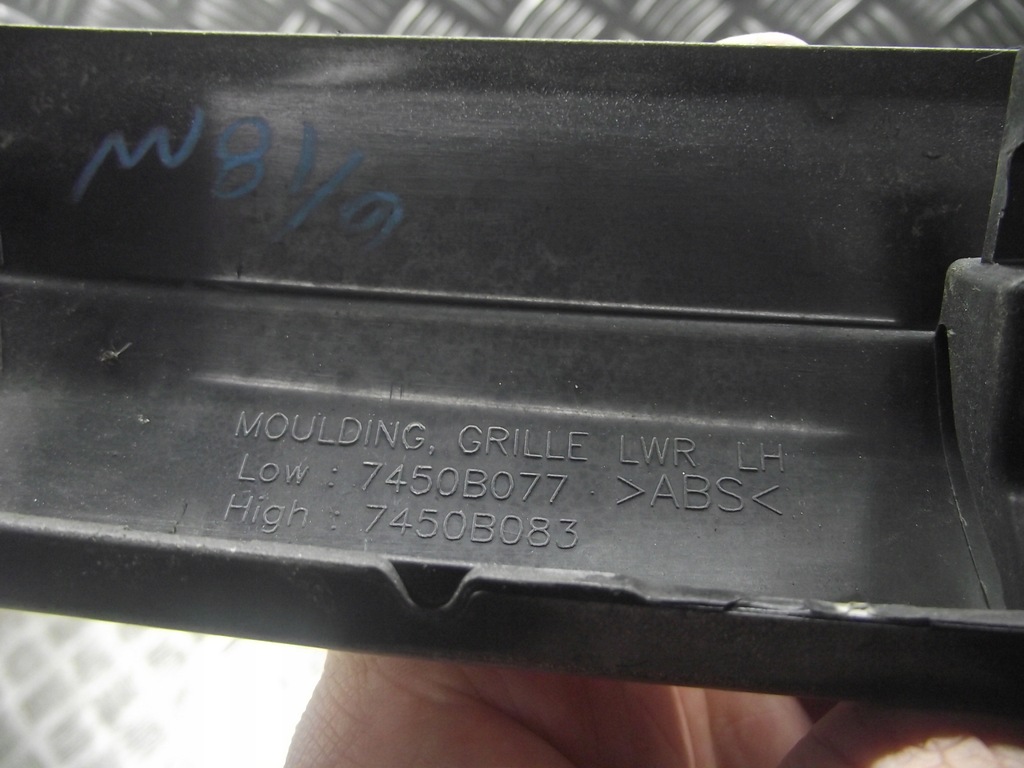 MOULDING, GRILLE LWR LH
Low : 7450B077 >ABS<
High : 7450B083